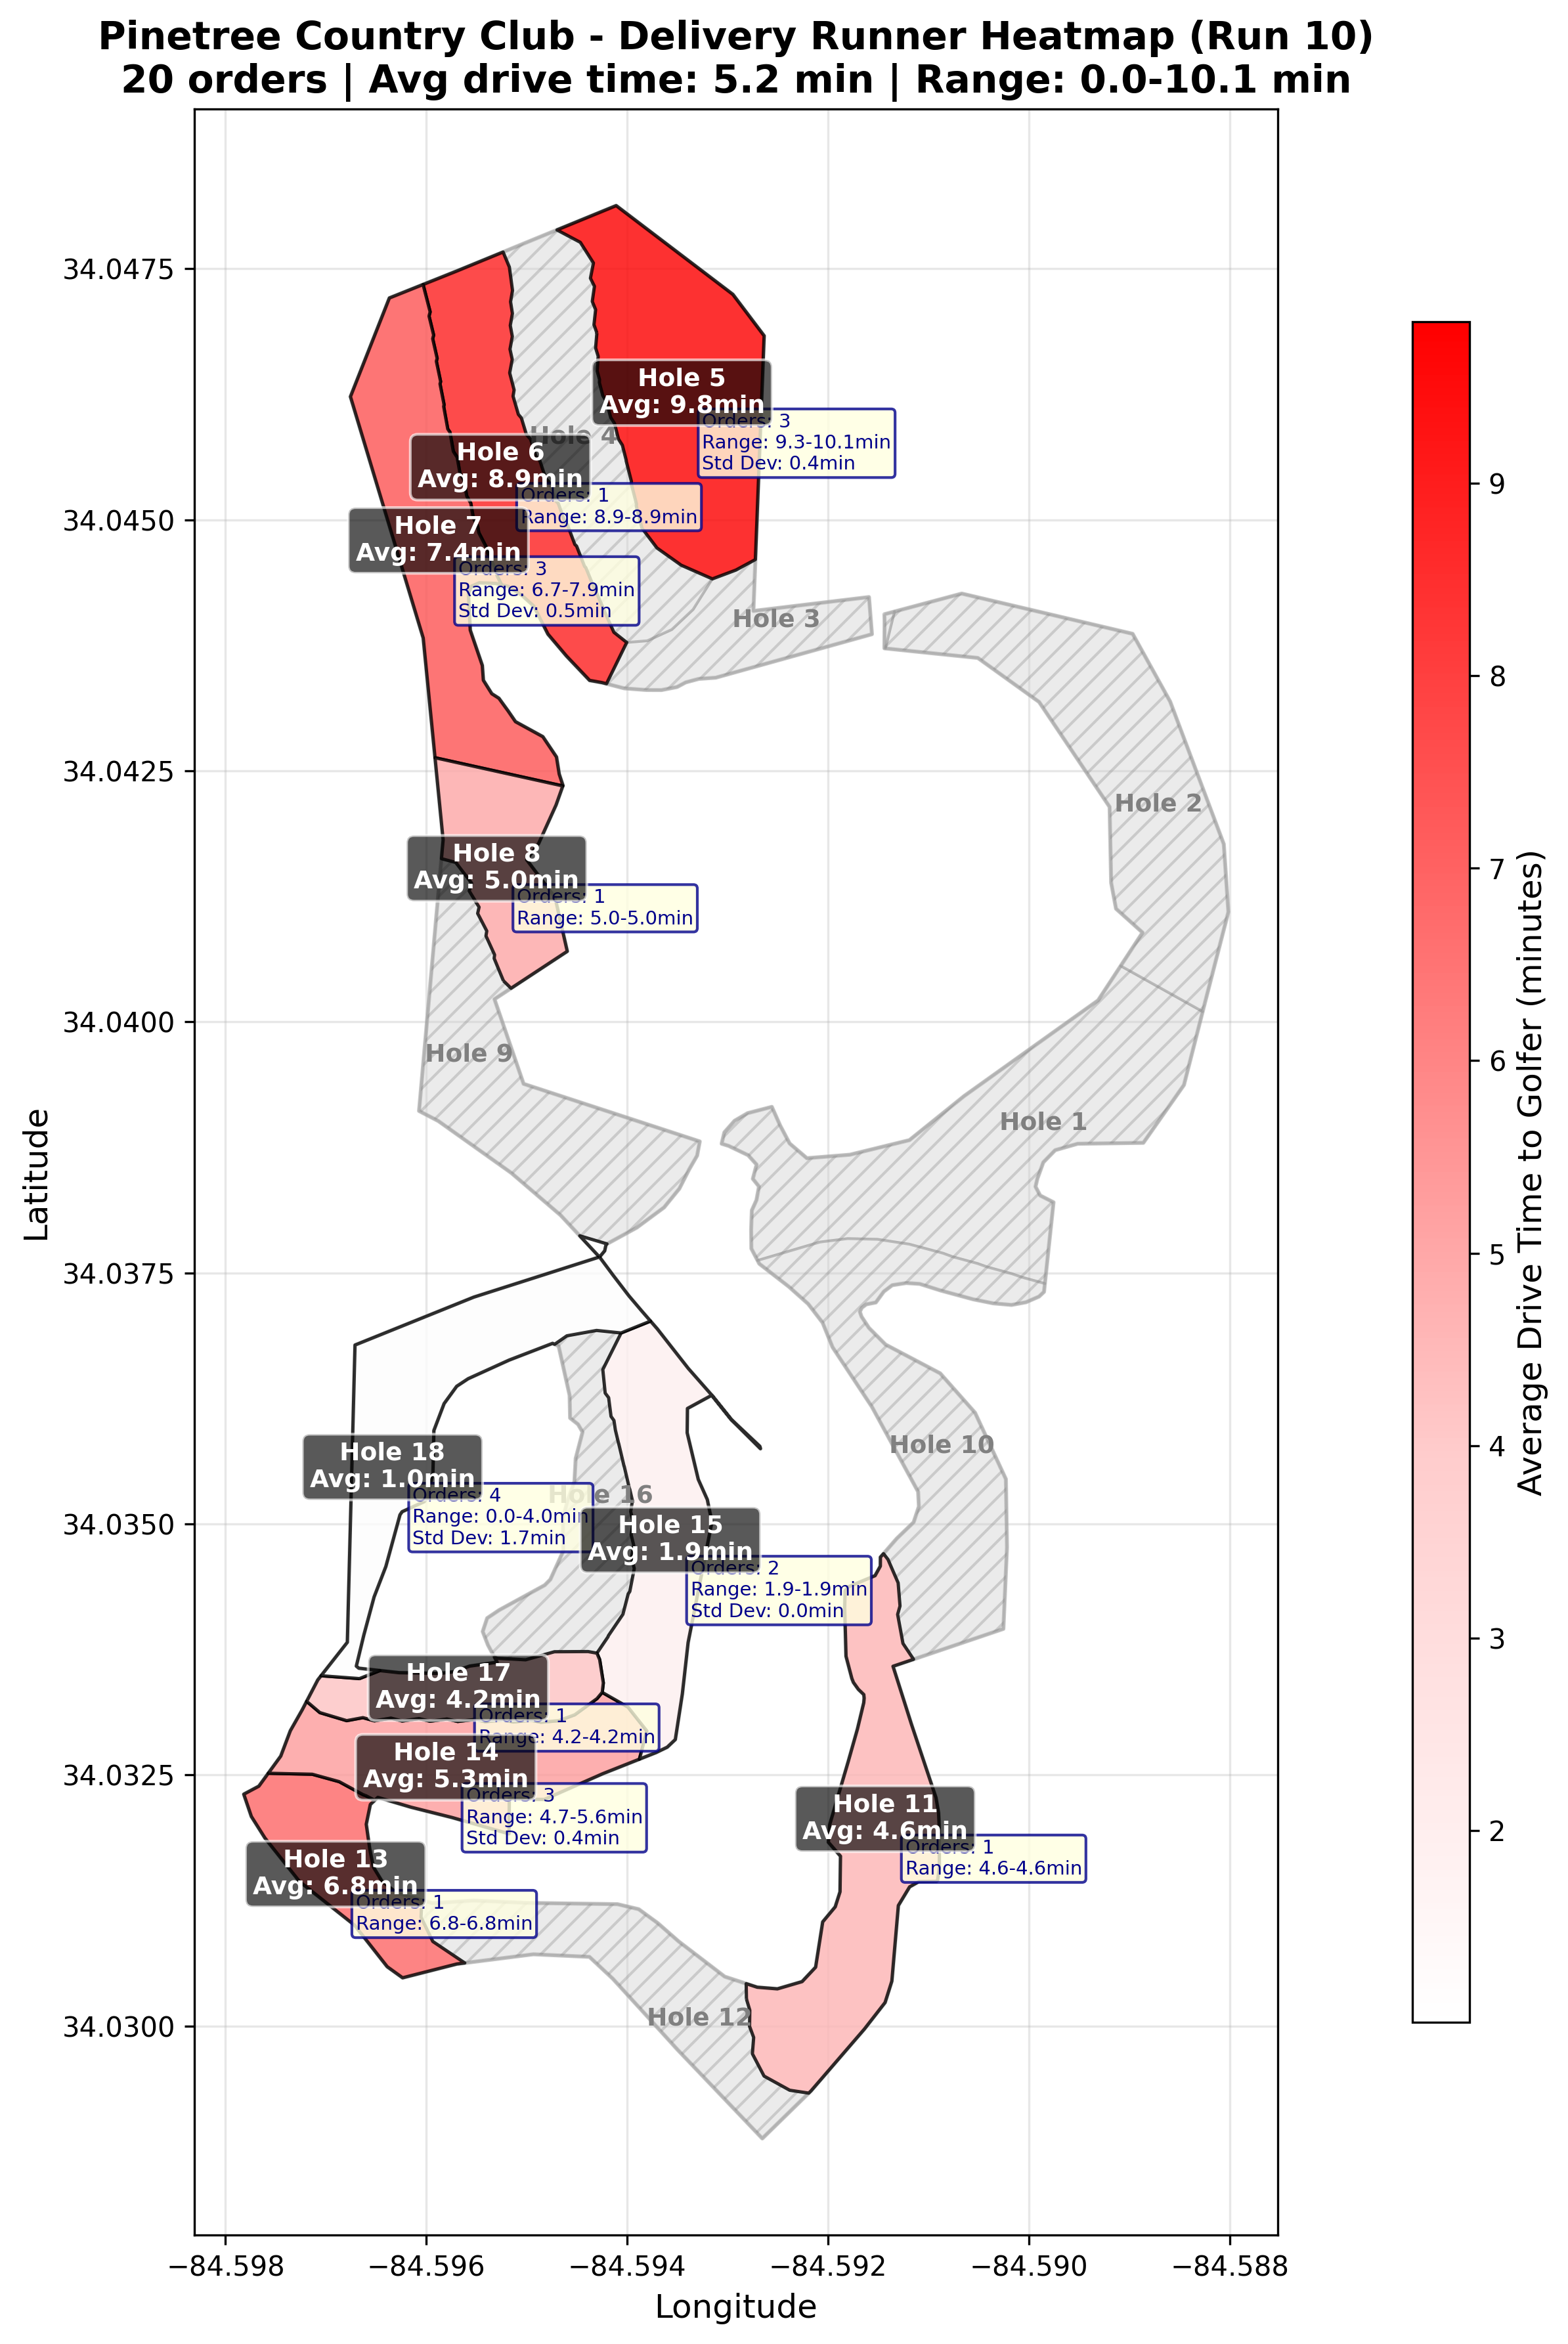 Pinetree Country Club - Delivery Runner Heatmap (Run 10)
20 orders | Avg drive time: 5.2 min | Range: 0.0-10.1 min
34.0475
34.0450
34.0425
34.0400
34.0375
34.0350
34.0325
34.0300
Latitude
Hole 5
Avg: 9.8min
Orders: 3
Range: 9.3-10.1min
Std Dev: 0.4min
Hole 4
Hole 6
Avg: 8.9min
Orders: 1
Range: 8.9-8.9min
Hole 7
Avg: 7.4min
Orders: 3
Range: 6.7-7.9min
Std Dev: 0.5min
Hole 3
Hole 2
Hole 8
Avg: 5.0min
Orders: 1
Range: 5.0-5.0min
Hole 9
Hole 1
Hole 10
Hole 18
Avg: 1.0min
Orders: 4
Range: 0.0-4.0min
Std Dev: 1.7min
Hole 16
Hole 15
Avg: 1.9min
Orders: 2
Range: 1.9-1.9min
Std Dev: 0.0min
Hole 17
Avg: 4.2min
Orders: 1
Range: 4.2-4.2min
Hole 14
Avg: 5.3min
Orders: 3
Range: 4.7-5.6min
Std Dev: 0.4min
Hole 11
Avg: 4.6min
Orders: 1
Range: 4.6-4.6min
Hole 13
Avg: 6.8min
Orders: 1
Range: 6.8-6.8min
Hole 12
−84.598
−84.596
−84.594
−84.592
−84.590
−84.588
Longitude
9
8
7
6
5
4
3
2
Average Drive Time to Golfer (minutes)